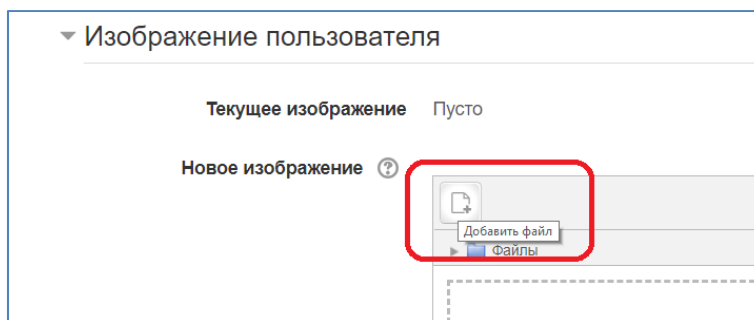 Изображение пользователя
Текущее изображение Пусто
Новое изображение ?
Добавить файл
Файлы